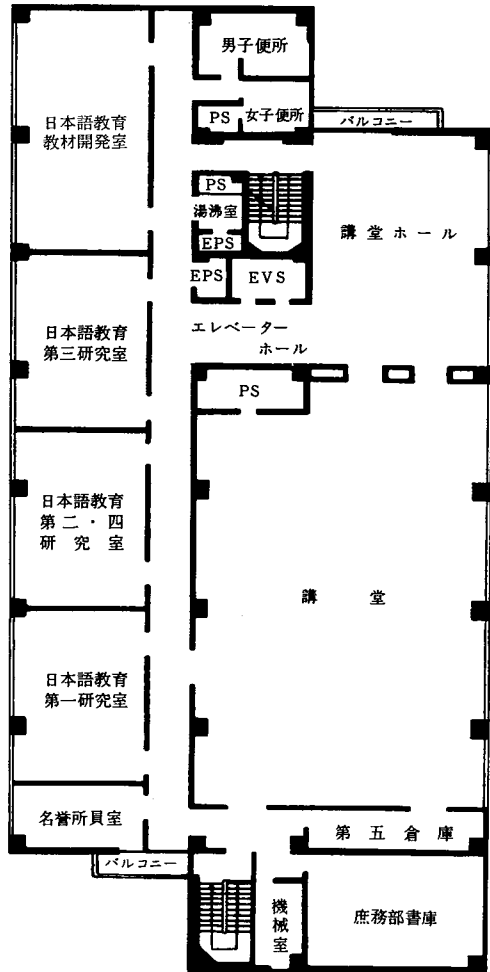 男子便所
日本語教育
教材開発室
PS
女子便所
バルコニー
PS
湯沸室
EPS
講堂ホール
EPS
EVS
日本語教育
第三研究室
エレベーター
ホール
PS
日本語教育
第二・四
研究室
講堂
日本語教育
第一研究室
名誉所員室
第五倉庫
バルコニー
機械室
庶務部書庫